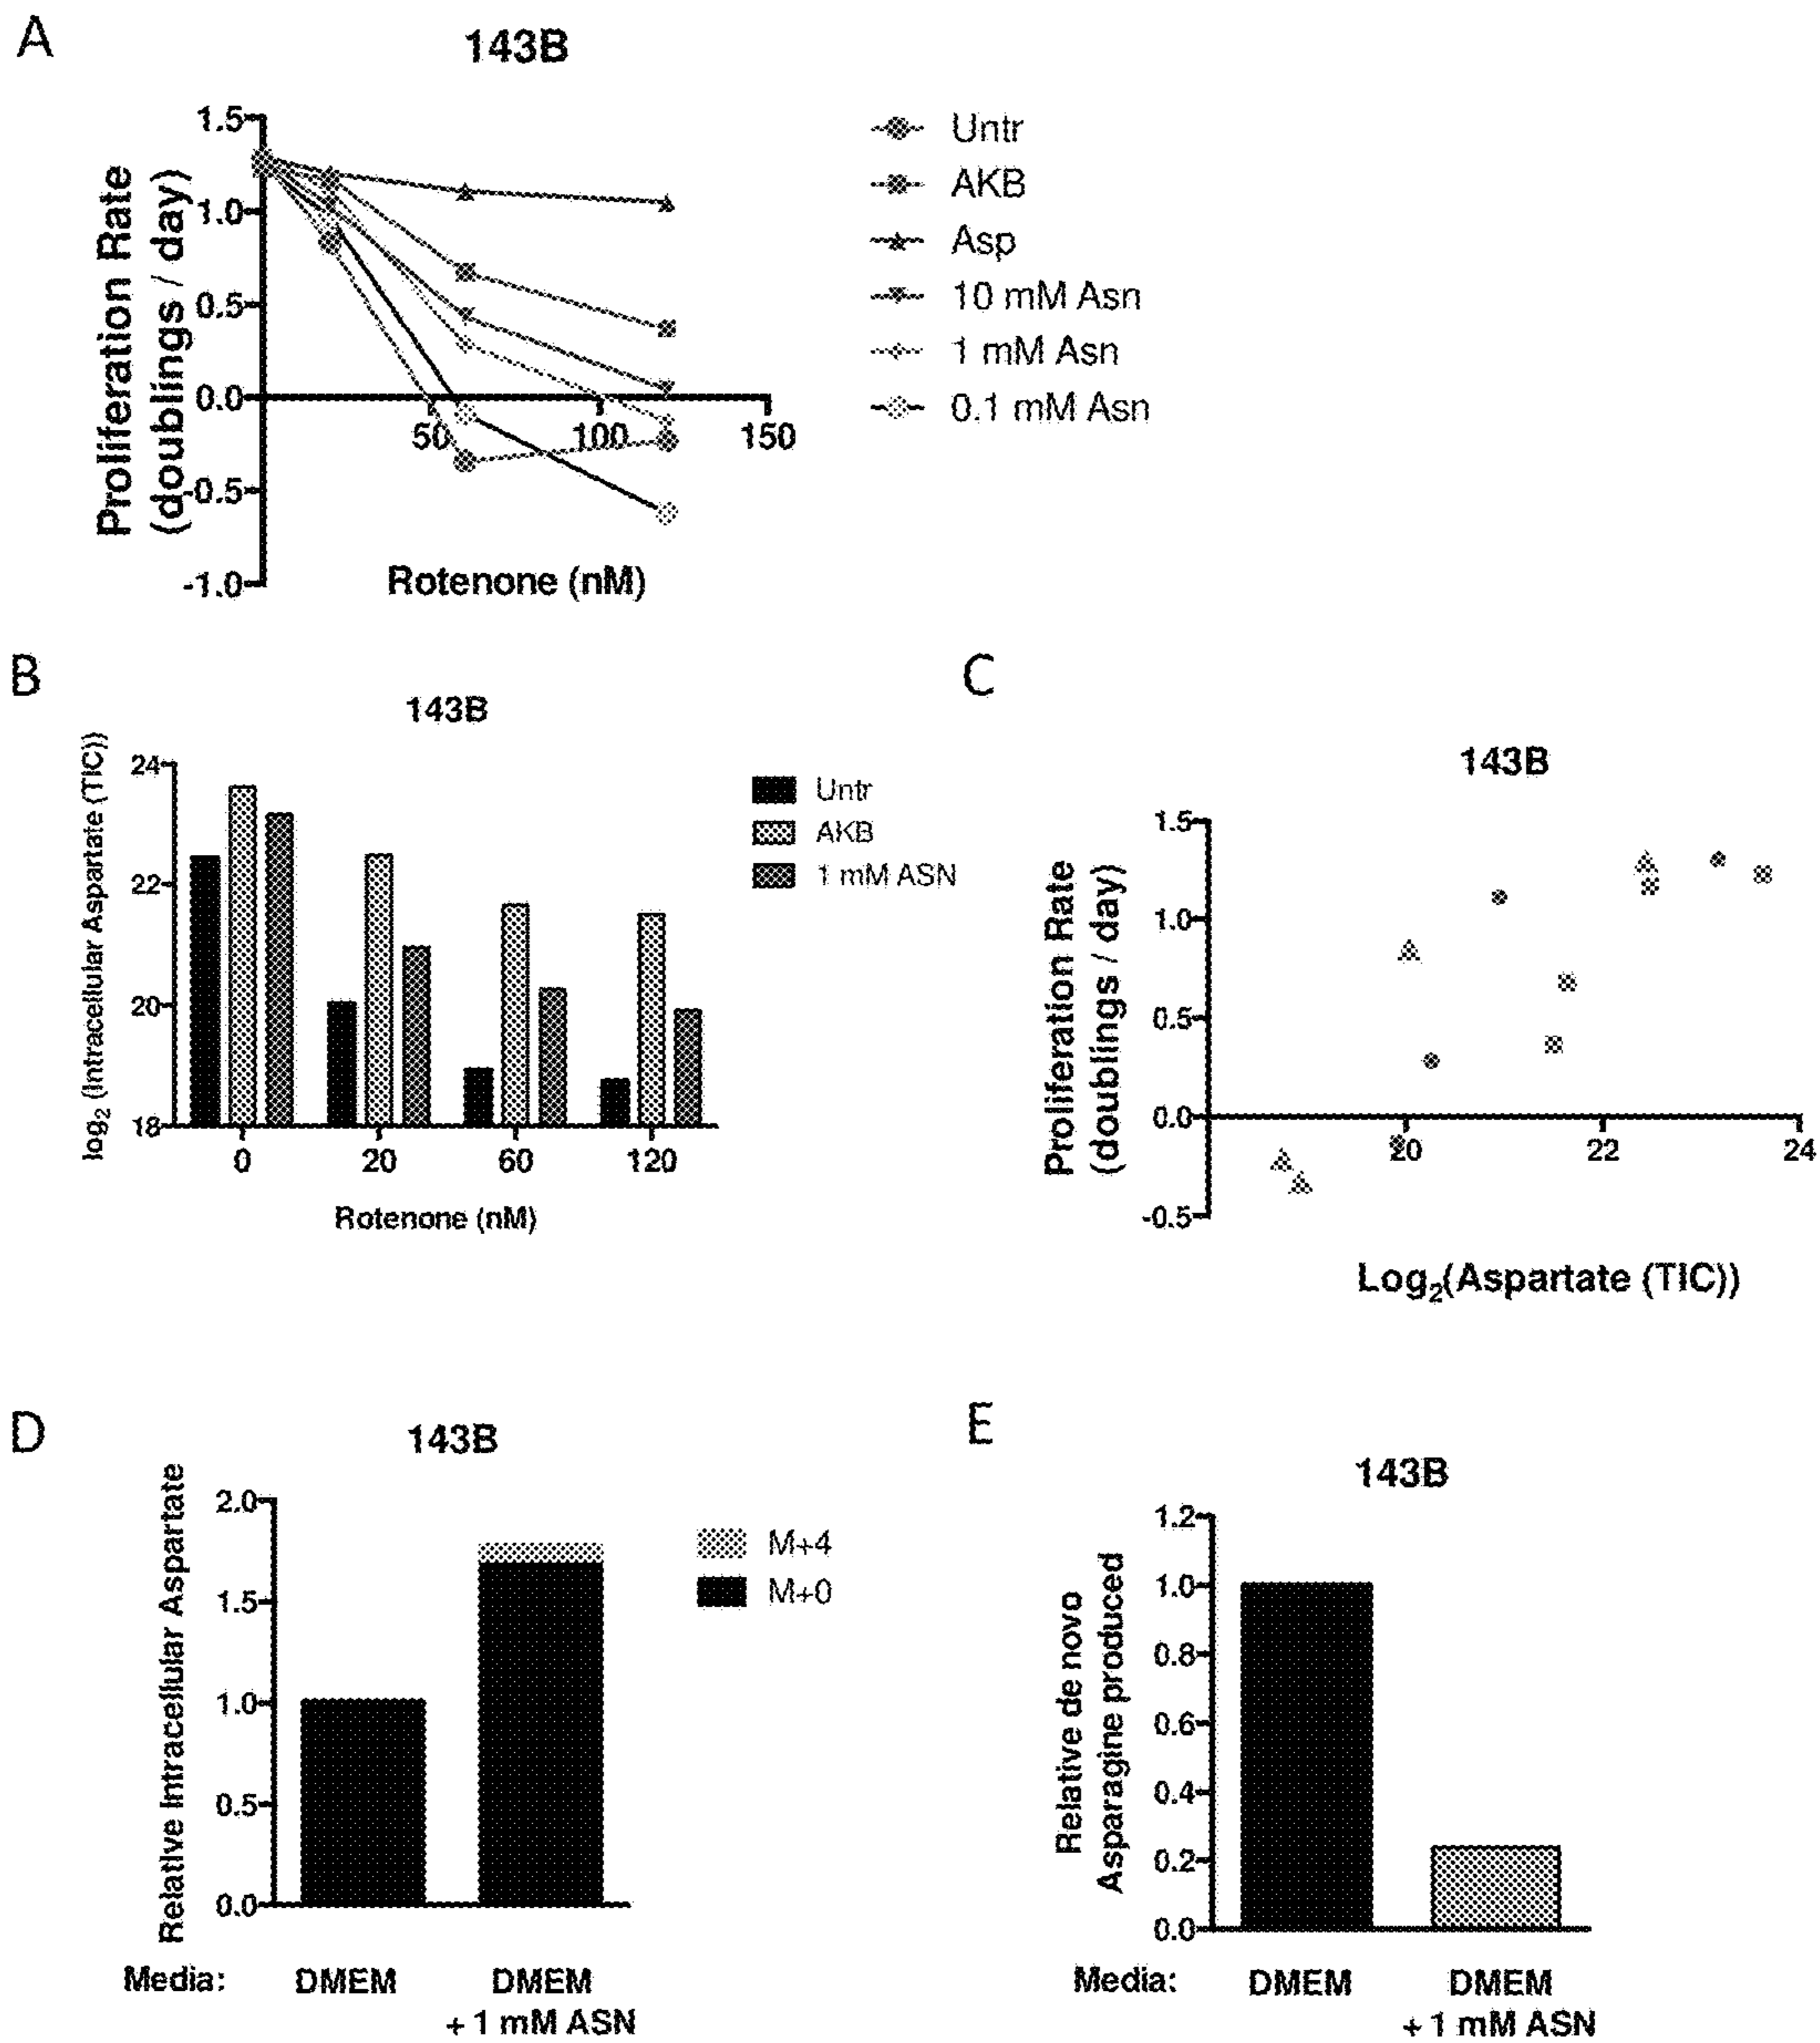 A
143B
Proliferation Rate
(doublings / day)
1.5
1.0
0.5
0.0
-0.5
-1.0
50
100
150
Rotenone (nM)
Untr
AKB
Asp
10 mM Asn
1 mM Asn
0.1 mM Asn
B
143B
log₂ (Intracellular Aspartate (TIC))
24
22
20
18
0
20
60
120
Rotenone (nM)
Untr
AKB
1 mM ASN
C
143B
Proliferation Rate
(doublings / day)
1.5
1.0
0.5
0.0
-0.5
20
22
24
Log₂(Aspartate (TIC))
D
143B
Relative Intracellular Aspartate
2.0
1.5
1.0
0.5
0.0
M+4
M+0
Media:
DMEM
DMEM
+ 1 mM ASN
E
143B
Relative de novo
Asparagine produced
1.2
1.0
0.8
0.6
0.4
0.2
0.0
Media:
DMEM
DMEM
+ 1 mM ASN